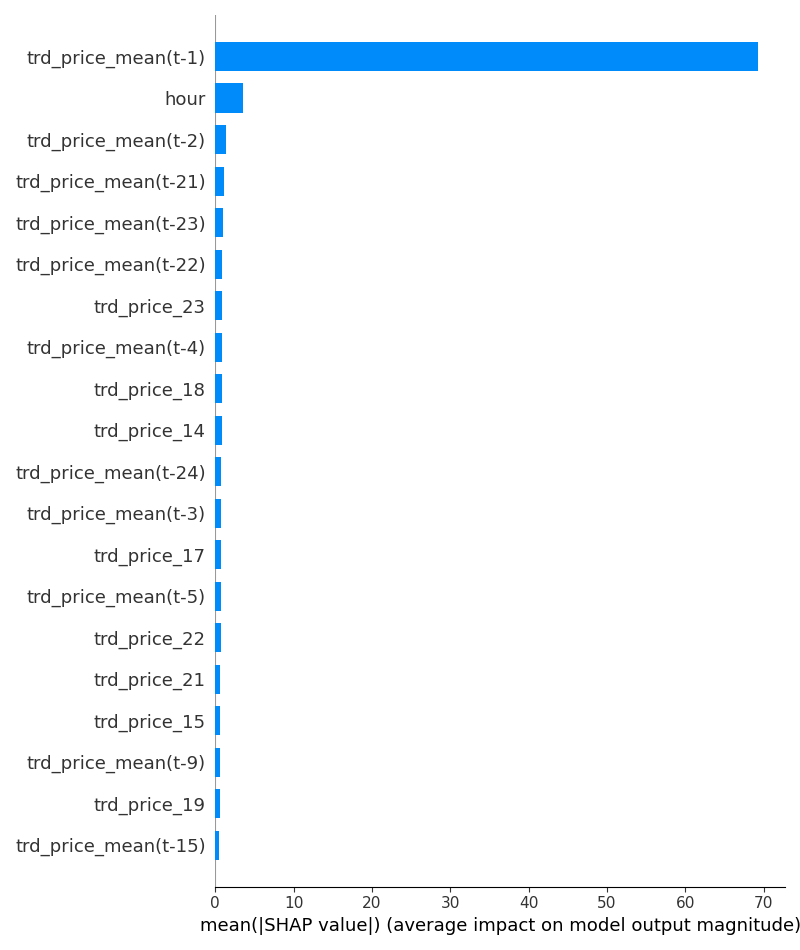 trd_price_mean(t-1)
hour
trd_price_mean(t-2)
trd_price_mean(t-21)
trd_price_mean(t-23)
trd_price_mean(t-22)
trd_price_23
trd_price_mean(t-4)
trd_price_18
trd_price_14
trd_price_mean(t-24)
trd_price_mean(t-3)
trd_price_17
trd_price_mean(t-5)
trd_price_22
trd_price_21
trd_price_15
trd_price_mean(t-9)
trd_price_19
trd_price_mean(t-15)
0 10 20 30 40 50 60 70
mean(|SHAP value|) (average impact on model output magnitude)